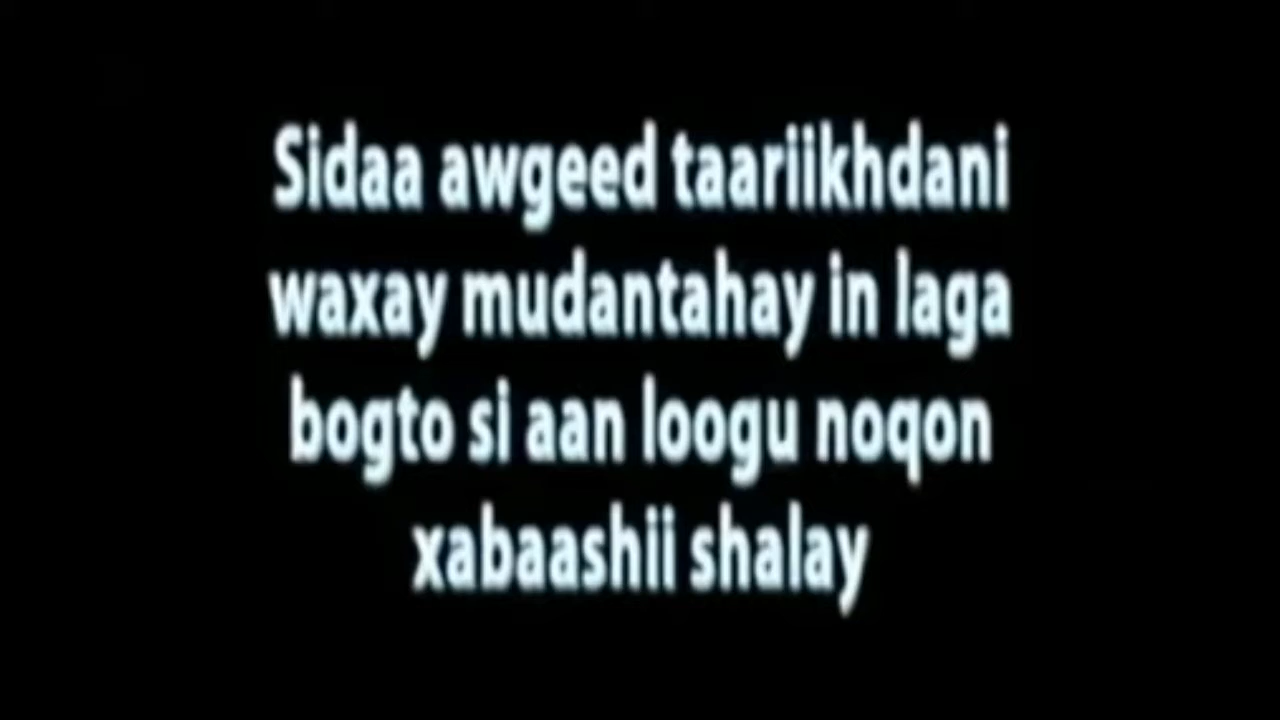 Sidaa awgeed taariikhdani
waxay mudantahay in laga
bogto si aan loogu noqon
xabaashii shalay